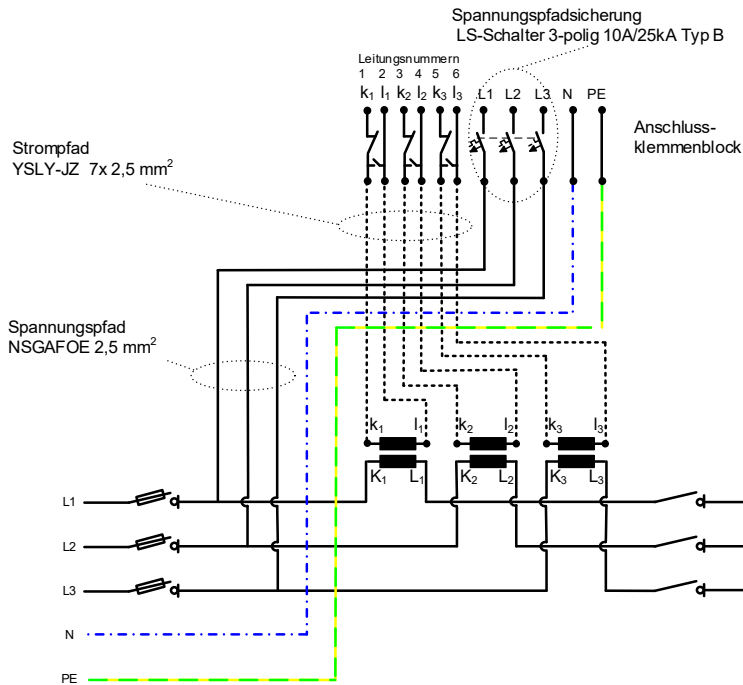 Spannungspfadsicherung
LS-Schalter 3-polig 10A/25kA Typ B
Leitungsnummern
1 2 3 4 5 6
k₁ l₁ k₂ l₂ k₃ l₃ L1 L2 L3 N PE
Anschluss-
klemmenblock
Strompfad
YSLY-JZ 7x 2,5 mm²
Spannungspfad
NSGAFOE 2,5 mm²
k₁ l₁ k₂ l₂ k₃ l₃
K₁ L₁ K₂ L₂ K₃ L₃
L1
L2
L3
N
PE